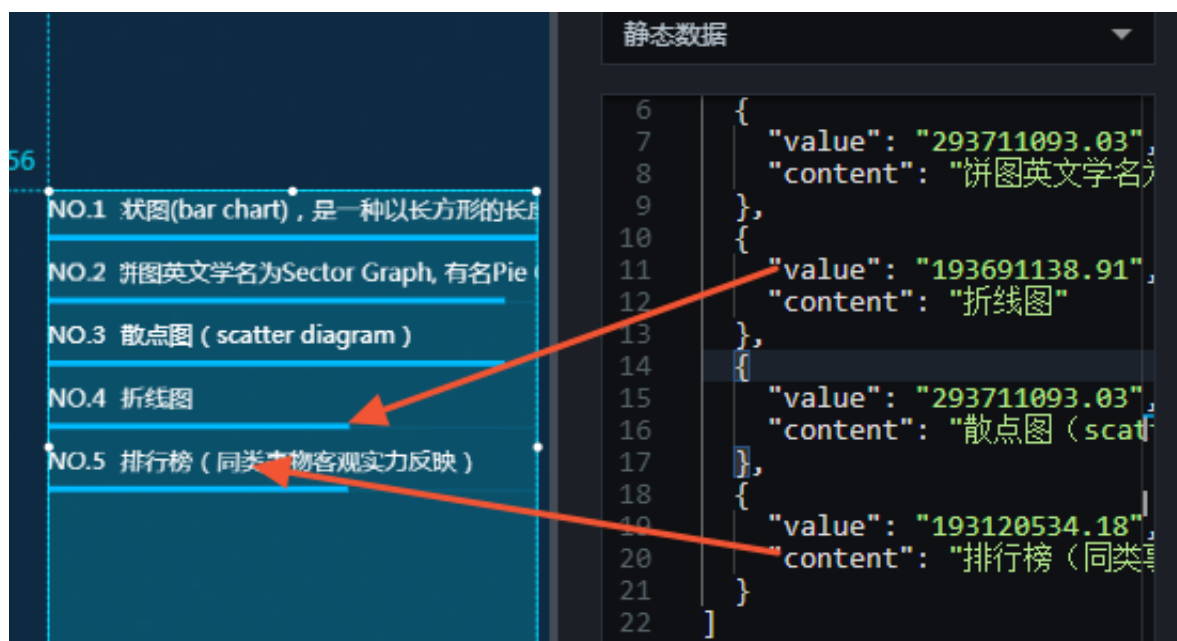 56
NO.1 状图(bar chart)，是一种以长方形的长度
NO.2 拼图英文学名为Sector Graph, 有名Pie
NO.3 散点图（scatter diagram）
NO.4 折线图
NO.5 排行榜（同类事物客观实力反映）
静态数据
6 {
7 "value": "293711093.03",
8 "content": "饼图英文学名为
9 },
10 {
11 "value": "193691138.91",
12 "content": "折线图"
13 },
14 {
15 "value": "293711093.03",
16 "content": "散点图（scatt
17 },
18 {
19 "value": "193120534.18",
20 "content": "排行榜（同类事
21 }
22 ]